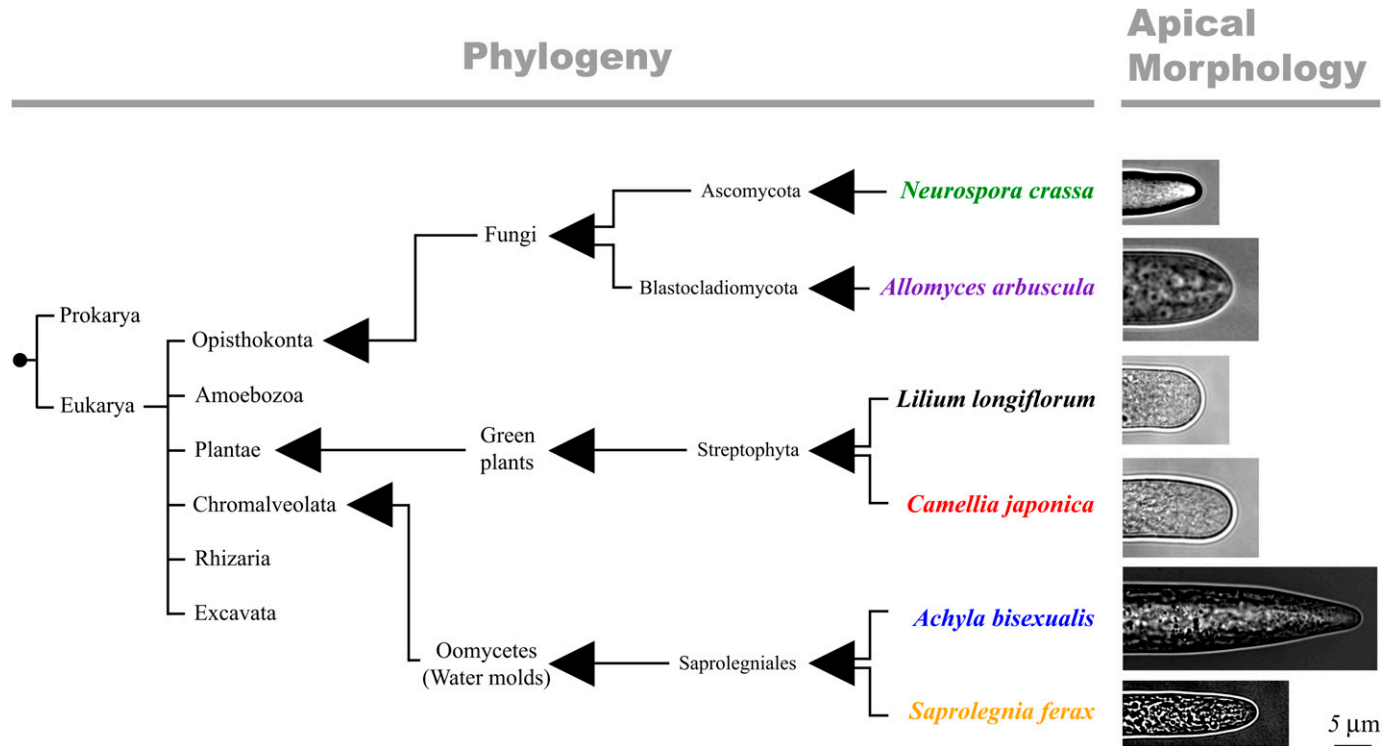 Phylogeny
Apical
Morphology
Ascomycota
Neurospora crassa
Fungi
Blastocladiomycota
Allomyces arbuscula
Prokarya
Opisthokonta
Eukarya
Amoebozoa
Lilium longiflorum
Plantae
Green
plants
Streptophyta
Chromalveolata
Camellia japonica
Rhizaria
Excavata
Achyla bisexualis
Oomycetes
(Water molds)
Saprolegniales
Saprolegnia ferax
5 μm